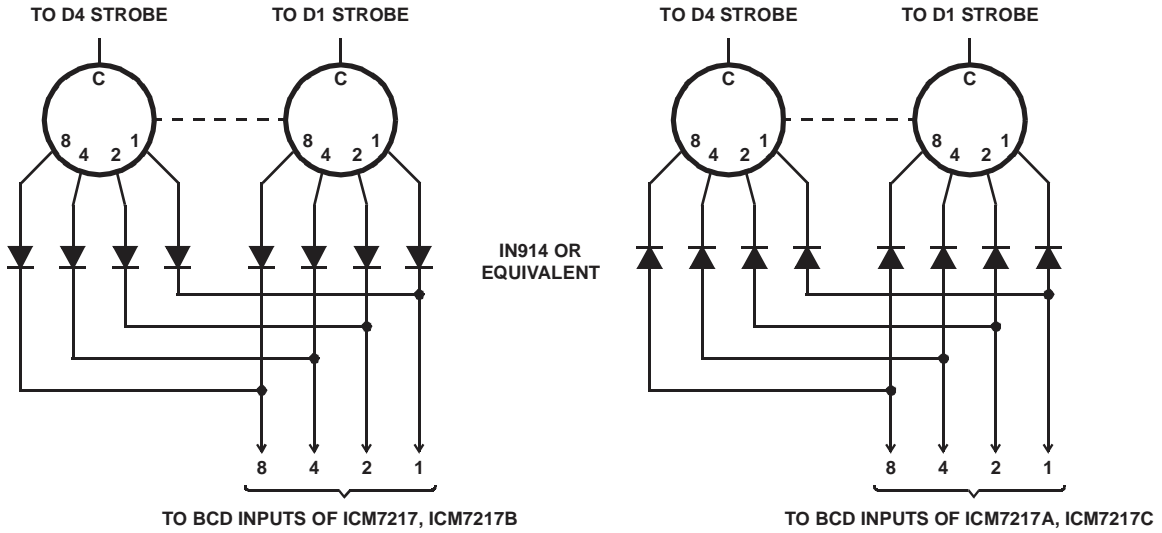 TO D4 STROBE
TO D1 STROBE
TO D4 STROBE
TO D1 STROBE
C
C
C
C
8 4 2 1
8 4 2 1
8 4 2 1
8 4 2 1
IN914 OR
EQUIVALENT
8 4 2 1
8 4 2 1
TO BCD INPUTS OF ICM7217, ICM7217B
TO BCD INPUTS OF ICM7217A, ICM7217C